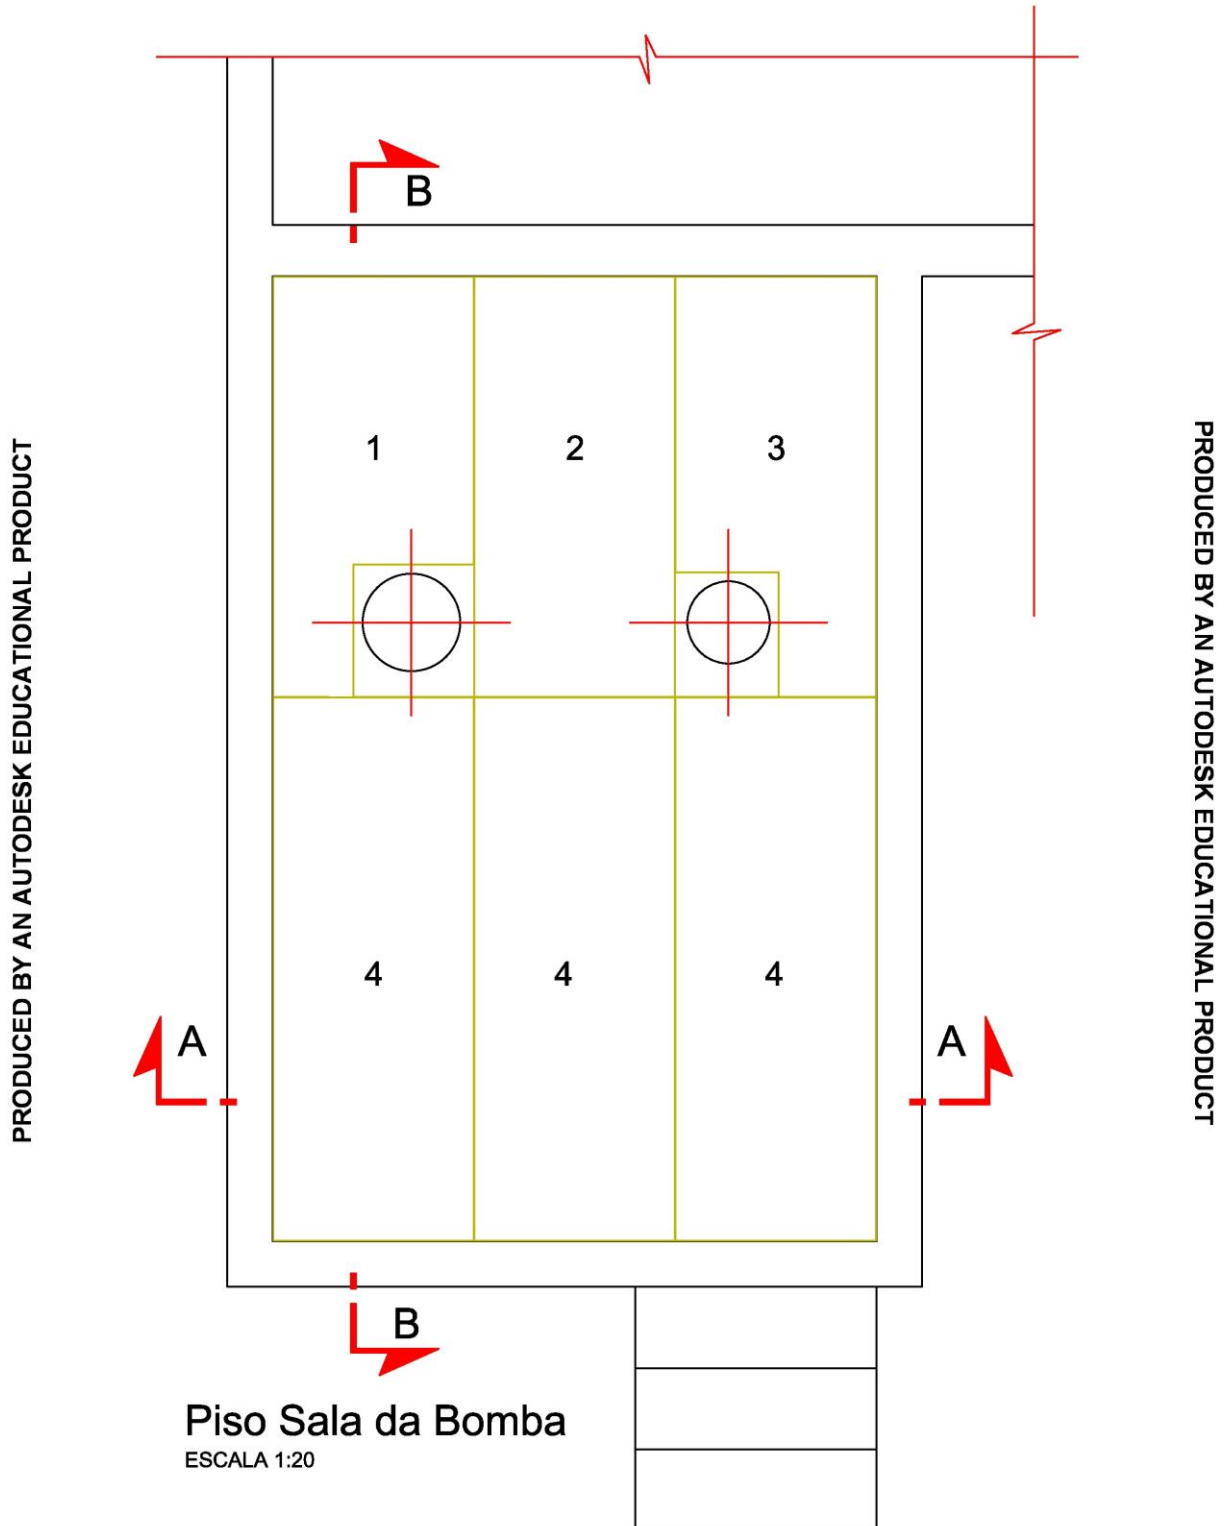 B
1 2 3
4 4 4
A A
B
Piso Sala da Bomba
ESCALA 1:20
PRODUCED BY AN AUTODESK EDUCATIONAL PRODUCT
PRODUCED BY AN AUTODESK EDUCATIONAL PRODUCT